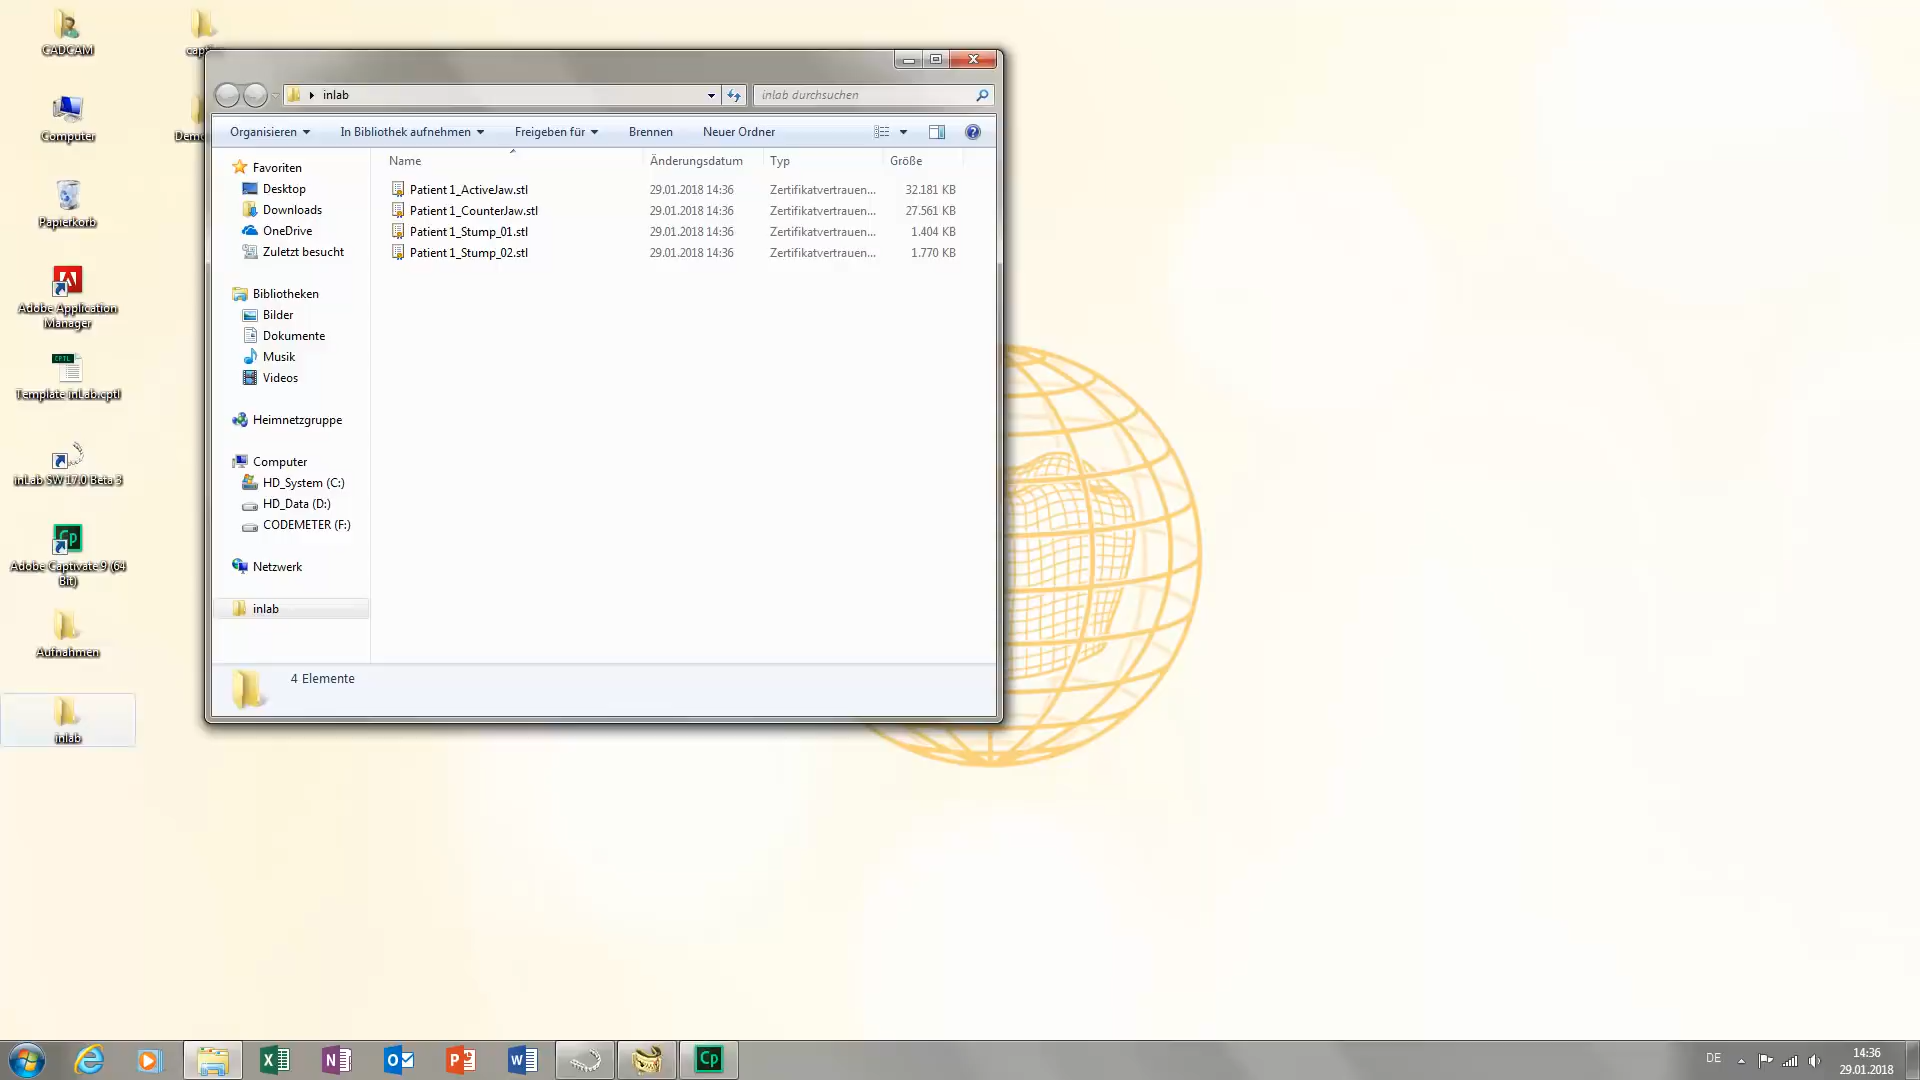 CADCAM
Computer
Papierkorb
Adobe Application
Manager
CPTL
Template inLab.cptl
inLab SW 17.0 Beta 3
Cp
Adobe Captivate 9 (64
Bit)
Aufnahmen
inlab
inlab
inlab durchsuchen
Organisieren
In Bibliothek aufnehmen
Freigeben für
Brennen
Neuer Ordner
Favoriten
Desktop
Downloads
OneDrive
Zuletzt besucht
Bibliotheken
Bilder
Dokumente
Musik
Videos
Heimnetzgruppe
Computer
HD_System (C:)
HD_Data (D:)
CODEMETER (F:)
Netzwerk
inlab
Name Änderungsdatum Typ Größe
Patient 1_ActiveJaw.stl 29.01.2018 14:36 Zertifikatvertrauen... 32.181 KB
Patient 1_CounterJaw.stl 29.01.2018 14:36 Zertifikatvertrauen... 27.561 KB
Patient 1_Stump_01.stl 29.01.2018 14:36 Zertifikatvertrauen... 1.404 KB
Patient 1_Stump_02.stl 29.01.2018 14:36 Zertifikatvertrauen... 1.770 KB
4 Elemente
Cp
DE
14:36
29.01.2018